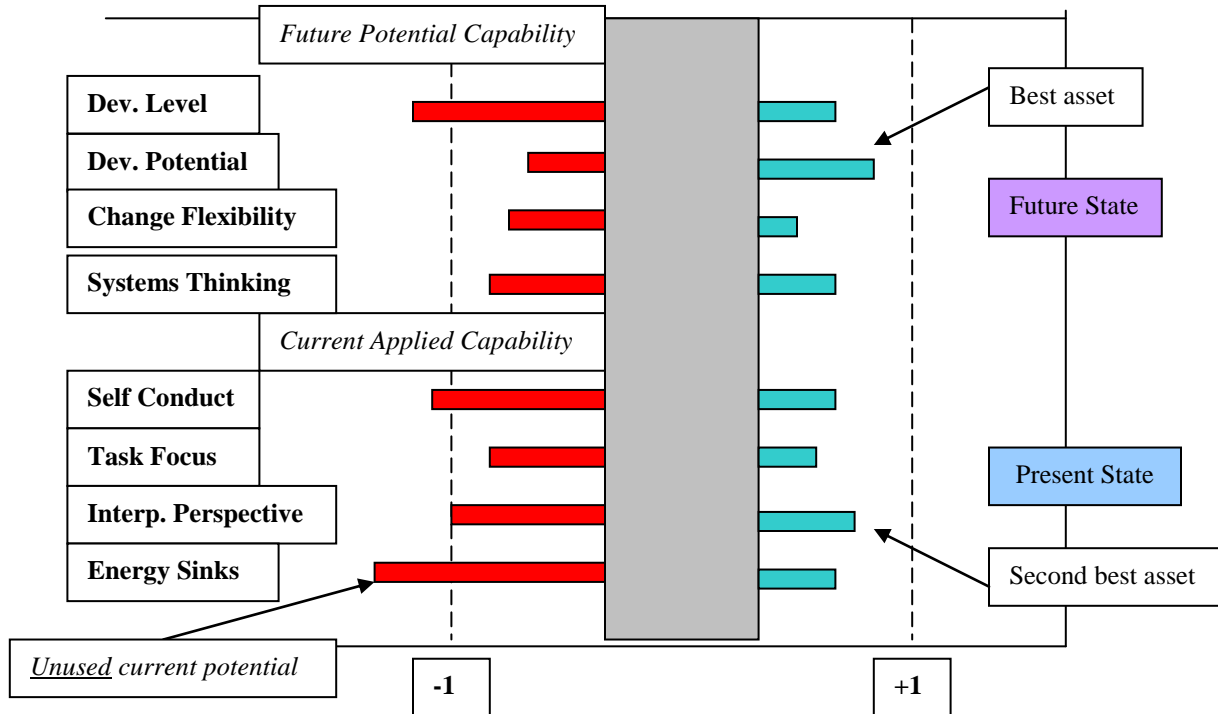 Future Potential Capability
Dev. Level
Best asset
Dev. Potential
Change Flexibility
Future State
Systems Thinking
Current Applied Capability
Self Conduct
Task Focus
Present State
Interp. Perspective
Energy Sinks
Second best asset
Unused current potential
-1
+1